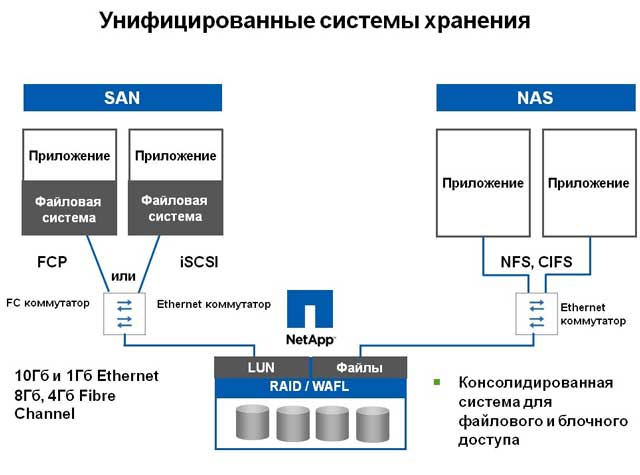 Унифицированные системы хранения
SAN
NAS
Приложение
Приложение
Файловая
система
Файловая
система
Приложение
Приложение
FCP
или
iSCSI
NFS, CIFS
FC коммутатор
Ethernet коммутатор
Ethernet
коммутатор
NetApp
LUN
Файлы
RAID / WAFL
10Гб и 1Гб Ethernet
8Гб, 4Гб Fibre
Channel
Консолидированная
система для
файлового и блочного
доступа